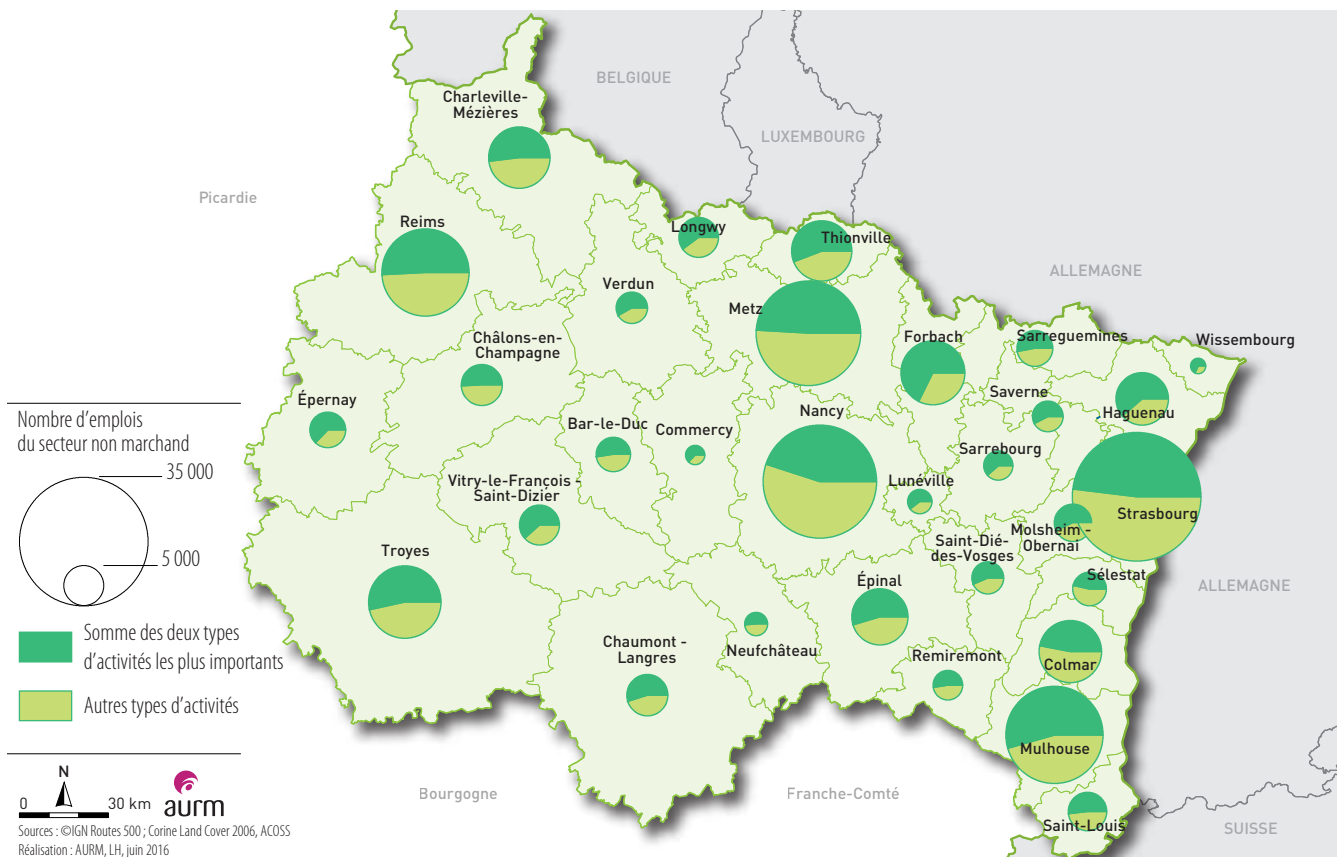 BELGIQUE
LUXEMBOURG
ALLEMAGNE
Picardie
Charleville-
Mézières
Reims
Longwy
Thionville
Verdun
Metz
Châlons-en-
Champagne
Forbach
Sarreguemines
Wissembourg
Épernay
Saverne
Haguenau
Bar-le-Duc
Commercy
Nancy
Sarrebourg
Vitry-le-François -
Saint-Dizier
Lunéville
Strasbourg
Molsheim -
Obernai
Troyes
Saint-Dié-
des-Vosges
Sélestat
ALLEMAGNE
Épinal
Chaumont -
Langres
Neufchâteau
Remiremont
Colmar
Mulhouse
Saint-Louis
Bourgogne
Franche-Comté
SUISSE
Nombre d'emplois
du secteur non marchand
35 000
5 000
Somme des deux types
d'activités les plus importants
Autres types d'activités
N
0 30 km
aurm
Sources : ©IGN Routes 500 ; Corine Land Cover 2006, ACOSS
Réalisation : AURM, LH, juin 2016